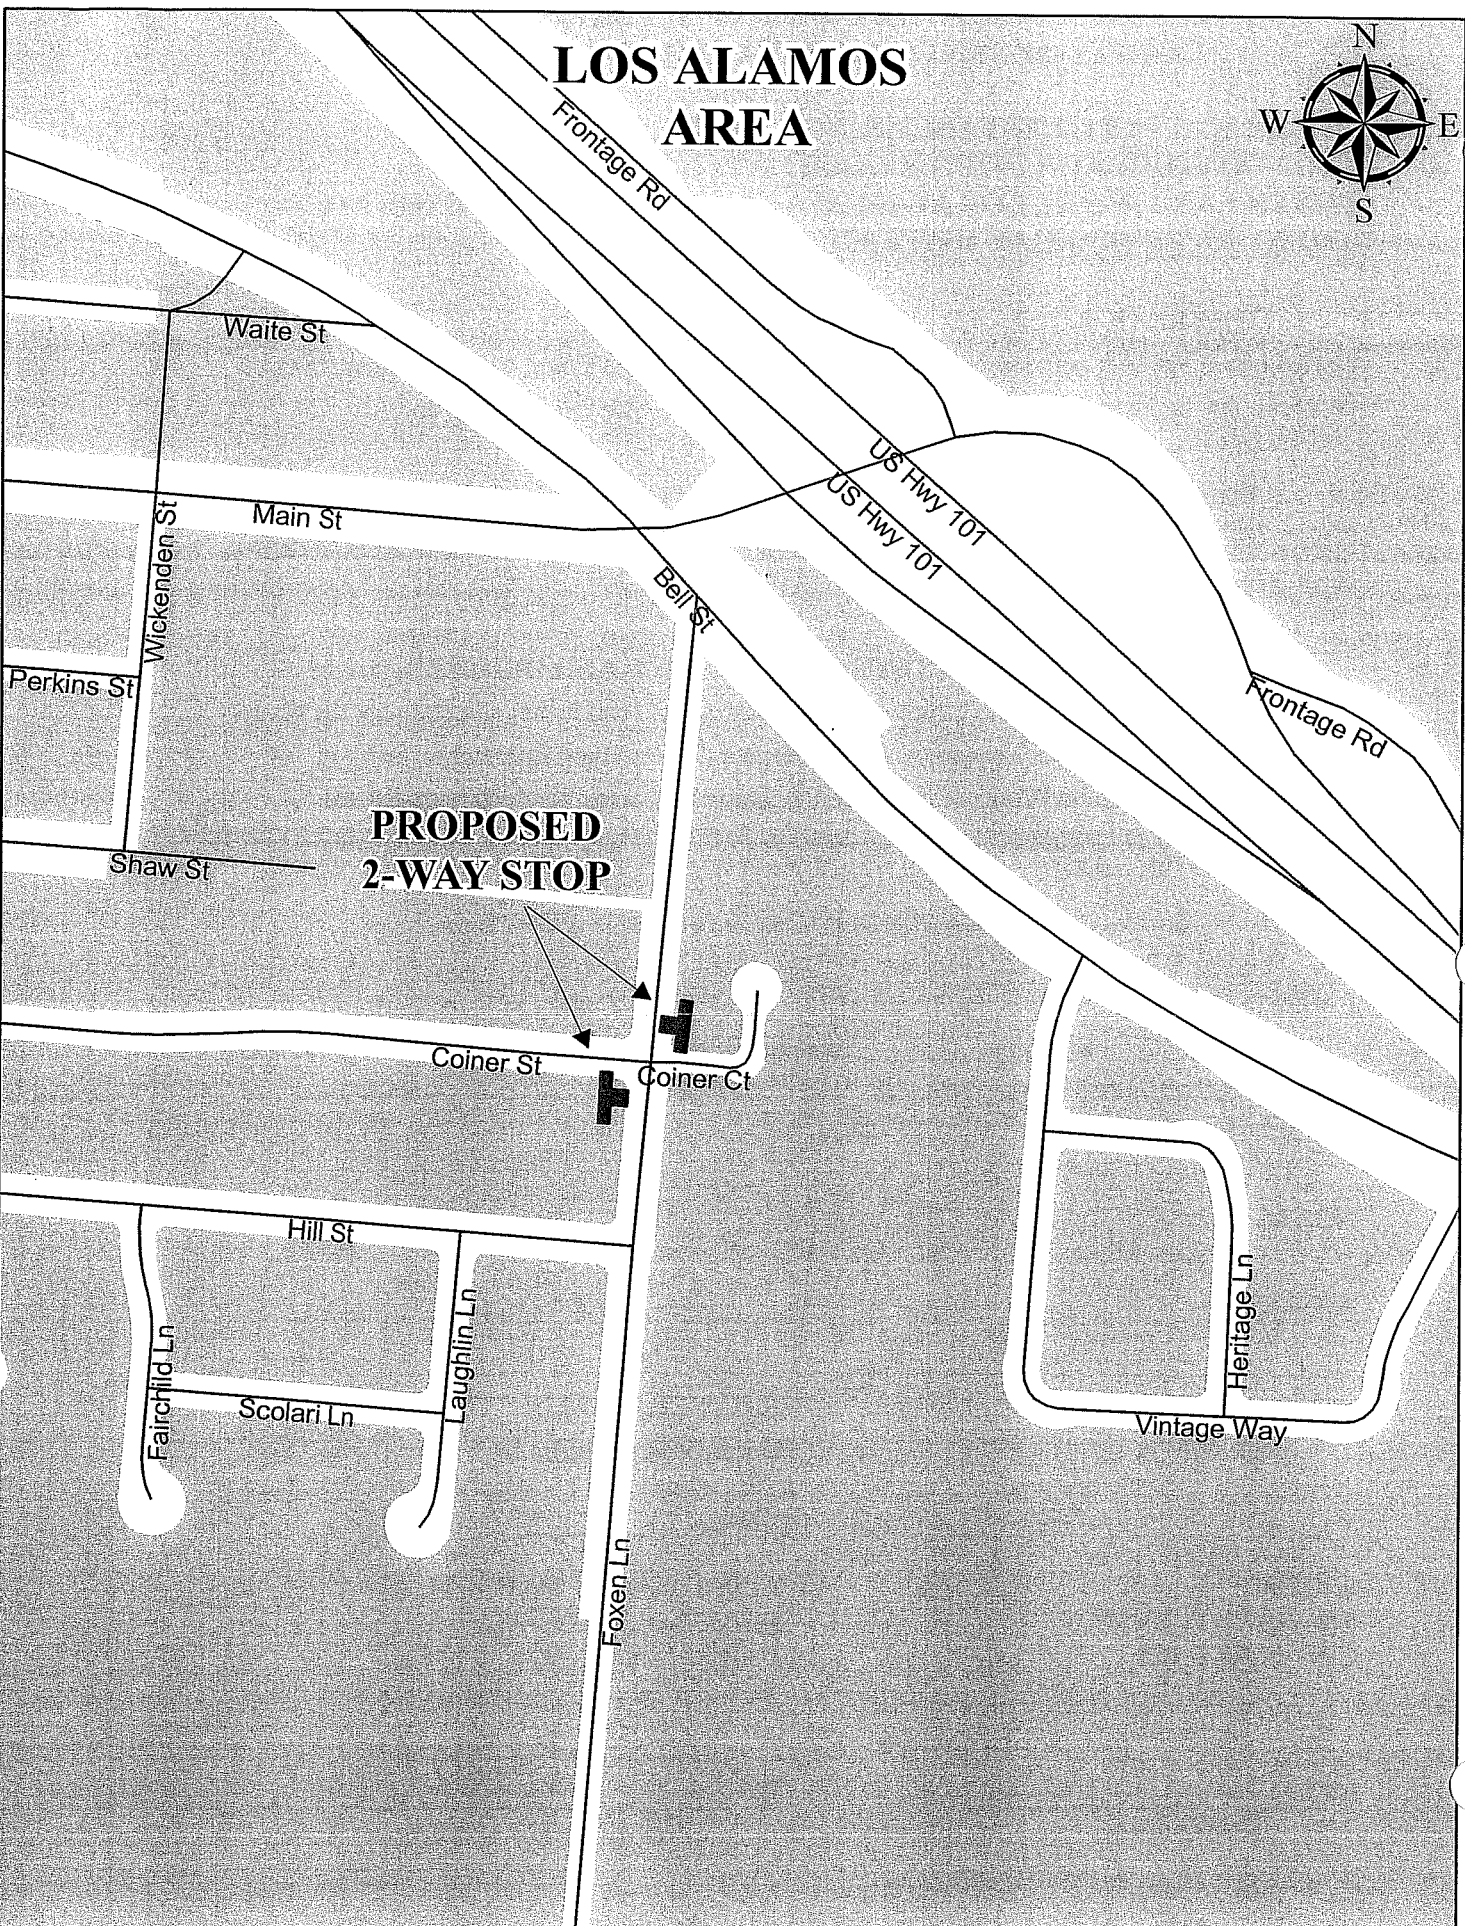 LOS ALAMOS
AREA
N
W
E
S
Frontage Rd
Waite St
US Hwy 101
US Hwy 101
Main St
Wickenden St
Bell St
Perkins St
Frontage Rd
PROPOSED
2-WAY STOP
Shaw St
Coiner St
Coiner Ct
Hill St
Heritage Ln
Laughlin Ln
Fairchild Ln
Scolari Ln
Vintage Way
Foxen Ln